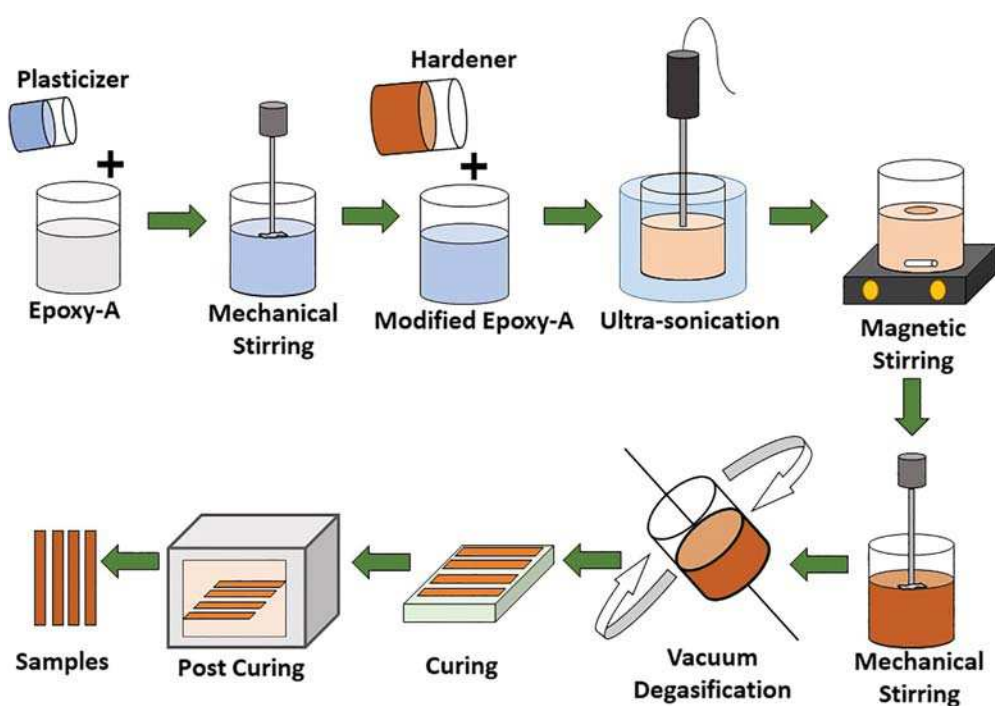 Plasticizer
+
Epoxy-A
Mechanical
Stirring
Hardener
+
Modified Epoxy-A
Ultra-sonication
Magnetic
Stirring
Mechanical
Stirring
Vacuum
Degasification
Curing
Post Curing
Samples